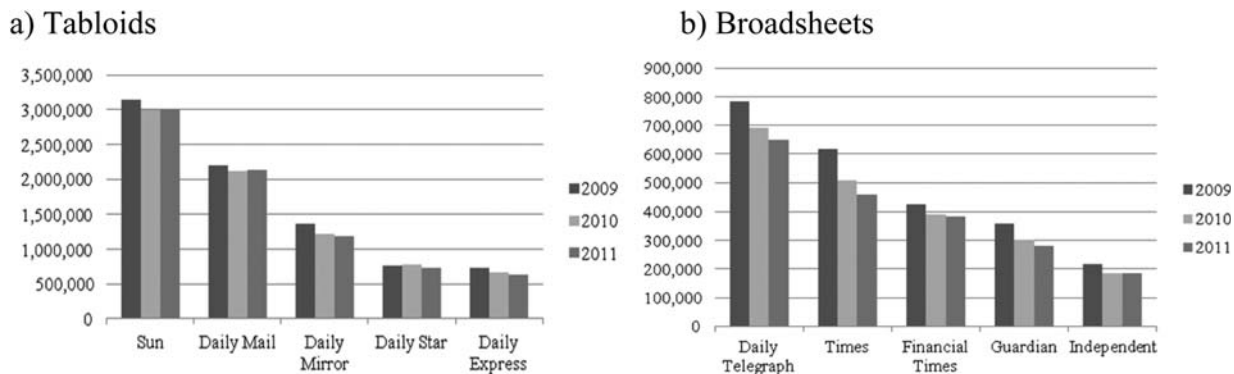 a) Tabloids
3,500,000
3,000,000
2,500,000
2,000,000
1,500,000
1,000,000
500,000
0
Sun
Daily Mail
Daily
Mirror
Daily Star
Daily
Express
2009
2010
2011
b) Broadsheets
900,000
800,000
700,000
600,000
500,000
400,000
300,000
200,000
100,000
0
Daily
Telegraph
Times
Financial
Times
Guardian
Independent
2009
2010
2011